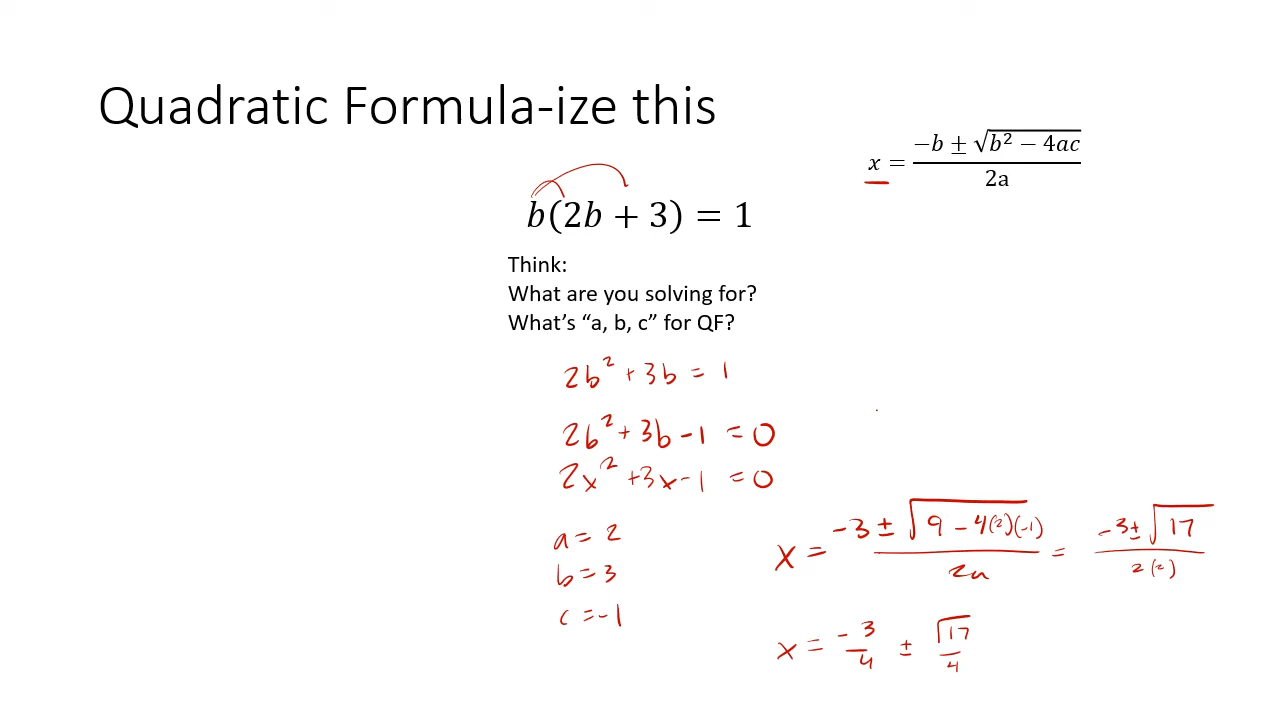 Quadratic Formula-ize this
x = (−b ± √(b² − 4ac)) / 2a
b(2b + 3) = 1
Think:
What are you solving for?
What's “a, b, c” for QF?
2b² + 3b = 1
2b² + 3b - 1 = 0
2x² + 3x - 1 = 0
a = 2
b = 3
c = -1
x = (-3 ± √(9 - 4(2)(-1))) / 2a = (-3 ± √17) / 2(2)
x = -3/4 ± √17/4